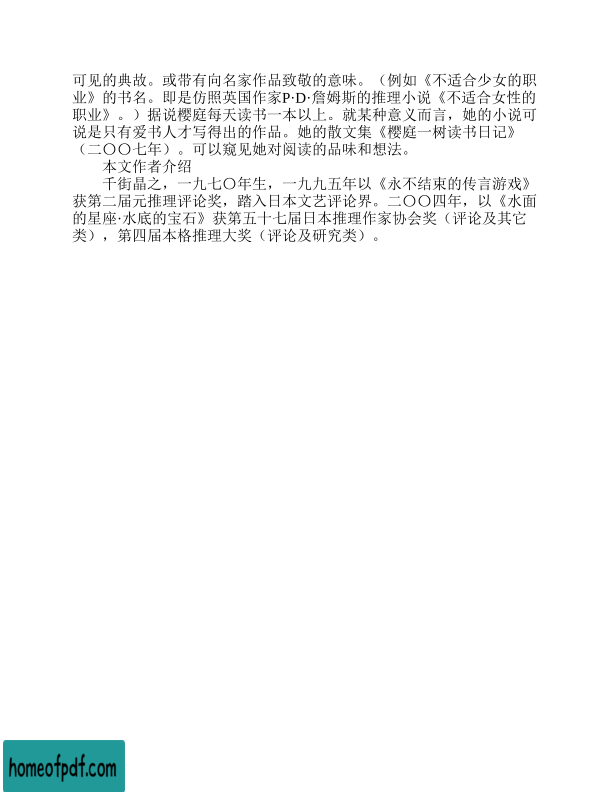 可见的典故。或带有向名家作品致敬的意味。（例如《不适合少女的职
业》的书名。即是仿照英国作家P·D·詹姆斯的推理小说《不适合女性的
职业》。）据说樱庭每天读书一本以上。就某种意义而言，她的小说可
说是只有爱书人才写得出的作品。她的散文集《樱庭一树读书日记》
（二〇〇七年）。可以窥见她对阅读的品味和想法。
本文作者介绍
千街晶之，一九七〇年生，一九九五年以《永不结束的传言游戏》
获第二届元推理评论奖，踏入日本文艺评论界。二〇〇四年，以《水面
的星座·水底的宝石》获第五十七届日本推理作家协会奖（评论及其它
类），第四届本格推理大奖（评论及研究类）。
homeofpdf.com